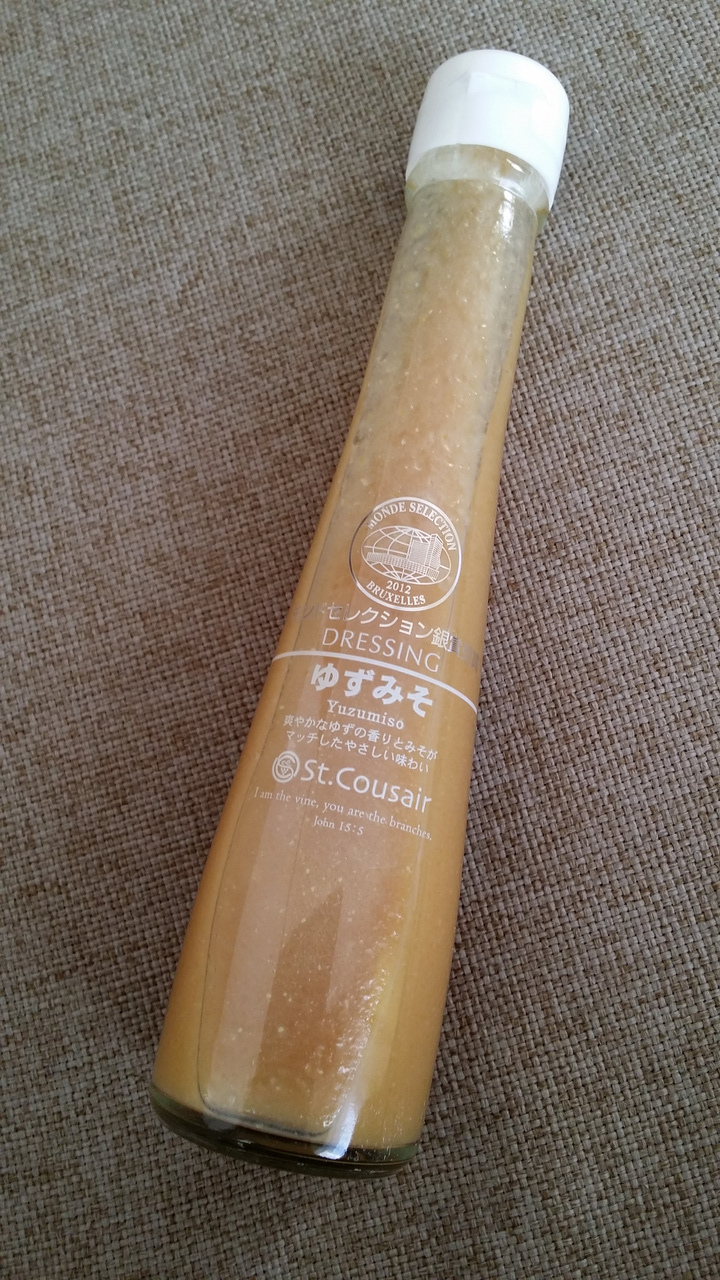 MONDE SELECTION
2012
BRUXELLES
セレクション銀
DRESSING
ゆずみそ
Yuzumiso
爽やかなゆずの香りとみそが
マッチしたやさしい味わい
St.Cousair
I am the vine, you are the branches.
John 15:5